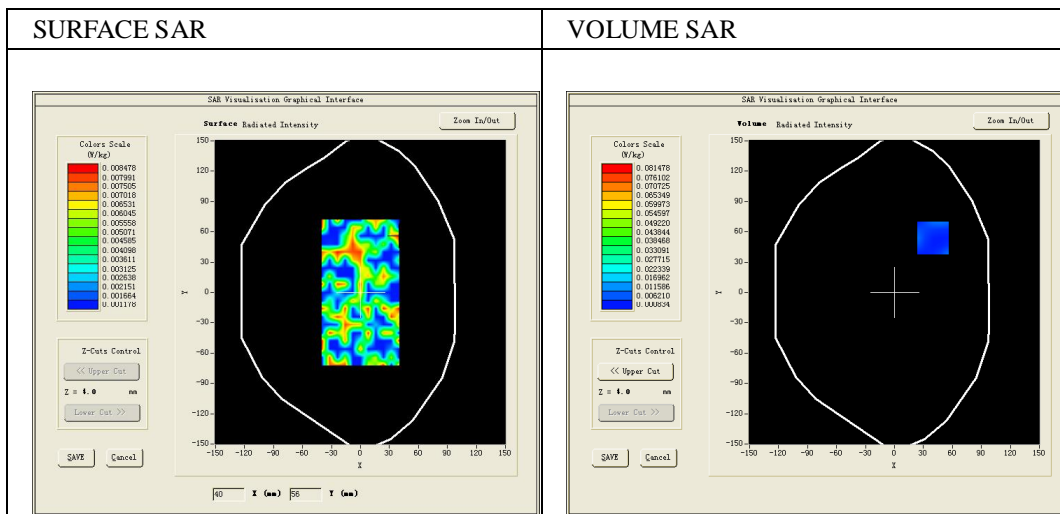 SURFACE SAR
VOLUME SAR
SAR Visualisation Graphical Interface
Surface Radiated Intensity
Zoom In/Out
Colors Scale
(W/kg)
0.008478
0.007991
0.007505
0.007018
0.006531
0.006045
0.005558
0.005071
0.004585
0.004098
0.003611
0.003125
0.002638
0.002151
0.001664
0.001178
150
120
90
60
30
0
-30
-60
-90
-120
-150
Y
-150 -120 -90 -60 -30 0 30 60 90 120 150
X
Z-Cuts Control
<< Upper Cut
Z = 4.0 mm
Lower Cut >>
SAVE Cancel
40 X (mm) 56 Y (mm)
SAR Visualisation Graphical Interface
Volume Radiated Intensity
Zoom In/Out
Colors Scale
(W/kg)
0.081478
0.076102
0.070725
0.065349
0.059973
0.054597
0.049220
0.043844
0.038468
0.033091
0.027715
0.022339
0.016962
0.011586
0.006210
0.000834
150
120
90
60
30
0
-30
-60
-90
-120
-150
Y
-150 -120 -90 -60 -30 0 30 60 90 120 150
X
Z-Cuts Control
<< Upper Cut
Z = 4.0 mm
Lower Cut >>
SAVE Cancel